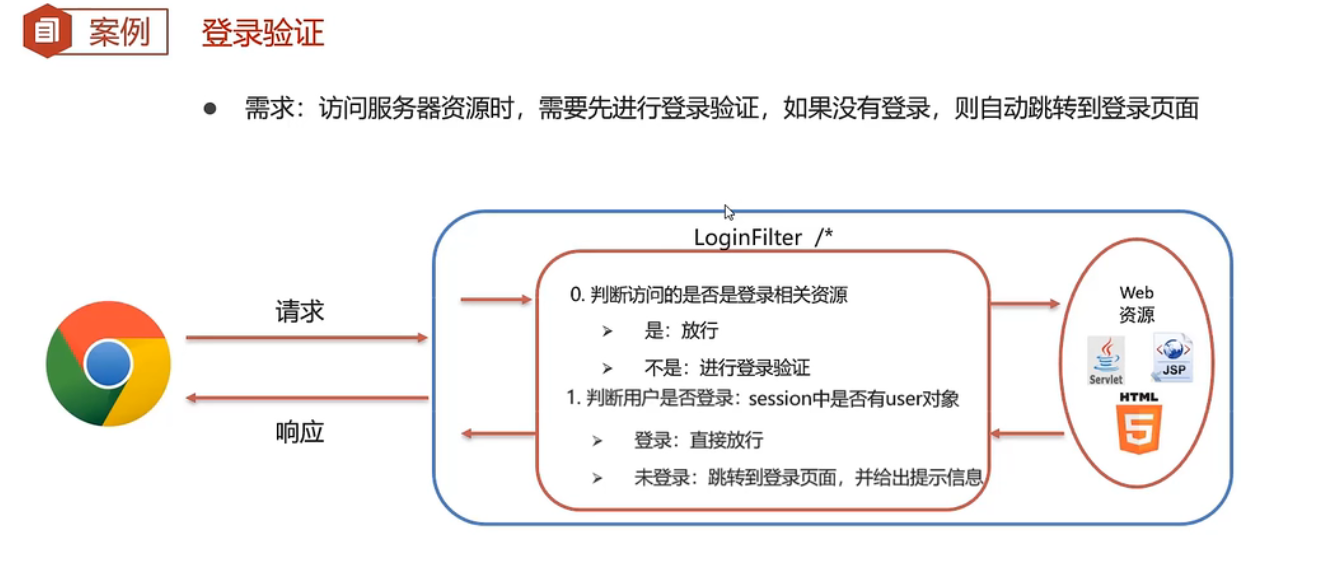 案例
登录验证
● 需求：访问服务器资源时，需要先进行登录验证，如果没有登录，则自动跳转到登录页面
LoginFilter /*
请求
响应
0. 判断访问的是否是登录相关资源
➢ 是：放行
➢ 不是：进行登录验证
1. 判断用户是否登录：session中是否有user对象
➢ 登录：直接放行
➢ 未登录：跳转到登录页面，并给出提示信息
Web
资源
Servlet
JSP
HTML
5